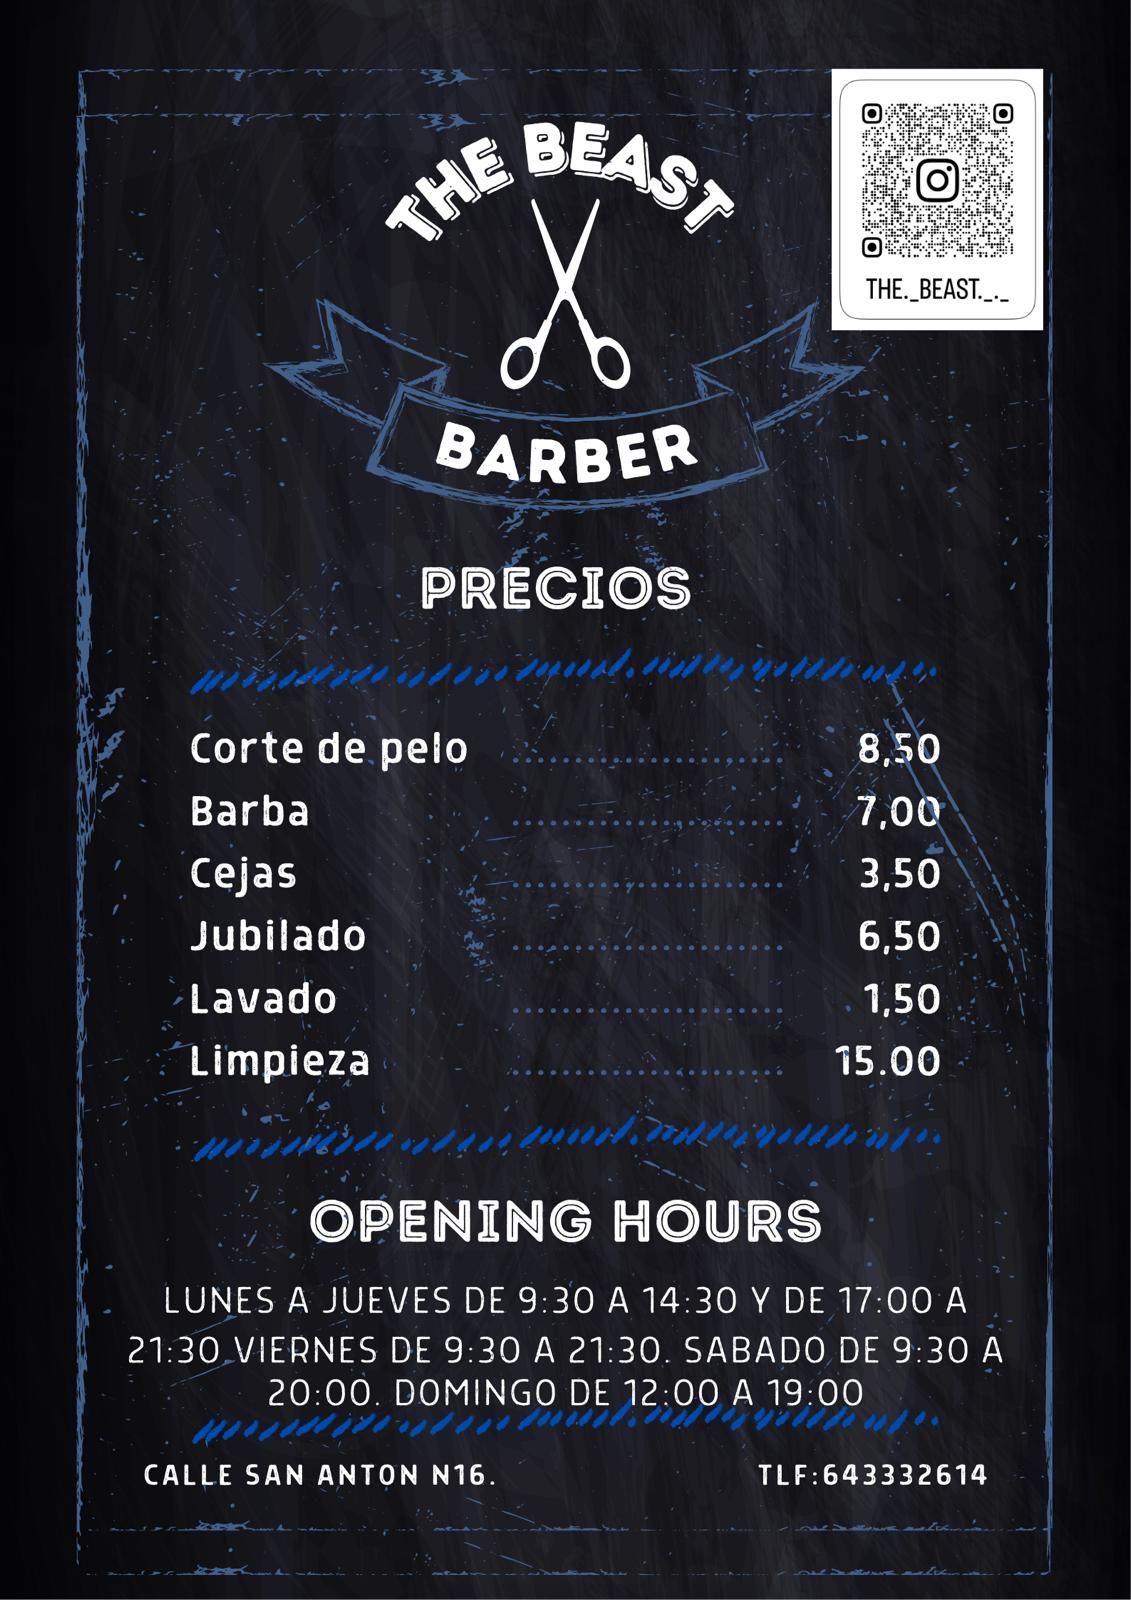 THE BEAST
BARBER
THE._BEAST._._
PRECIOS
Corte de pelo ........................... 8,50
Barba ........................... 7,00
Cejas ........................... 3,50
Jubilado ........................... 6,50
Lavado ........................... 1,50
Limpieza ........................... 15.00
OPENING HOURS
LUNES A JUEVES DE 9:30 A 14:30 Y DE 17:00 A
21:30 VIERNES DE 9:30 A 21:30. SABADO DE 9:30 A
20:00. DOMINGO DE 12:00 A 19:00
CALLE SAN ANTON N16. TLF:643332614